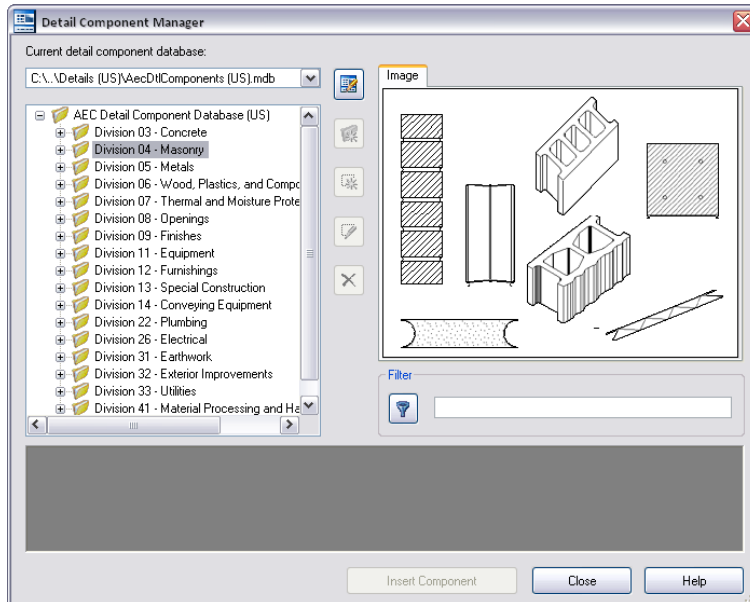 Detail Component Manager
Current detail component database:
C:\..\Details (US)\AecDtlComponents (US).mdb
Image
AEC Detail Component Database (US)
Division 03 - Concrete
Division 04 - Masonry
Division 05 - Metals
Division 06 - Wood, Plastics, and Compo
Division 07 - Thermal and Moisture Prote
Division 08 - Openings
Division 09 - Finishes
Division 11 - Equipment
Division 12 - Furnishings
Division 13 - Special Construction
Division 14 - Conveying Equipment
Division 22 - Plumbing
Division 26 - Electrical
Division 31 - Earthwork
Division 32 - Exterior Improvements
Division 33 - Utilities
Division 41 - Material Processing and Ha
Filter
Insert Component
Close
Help